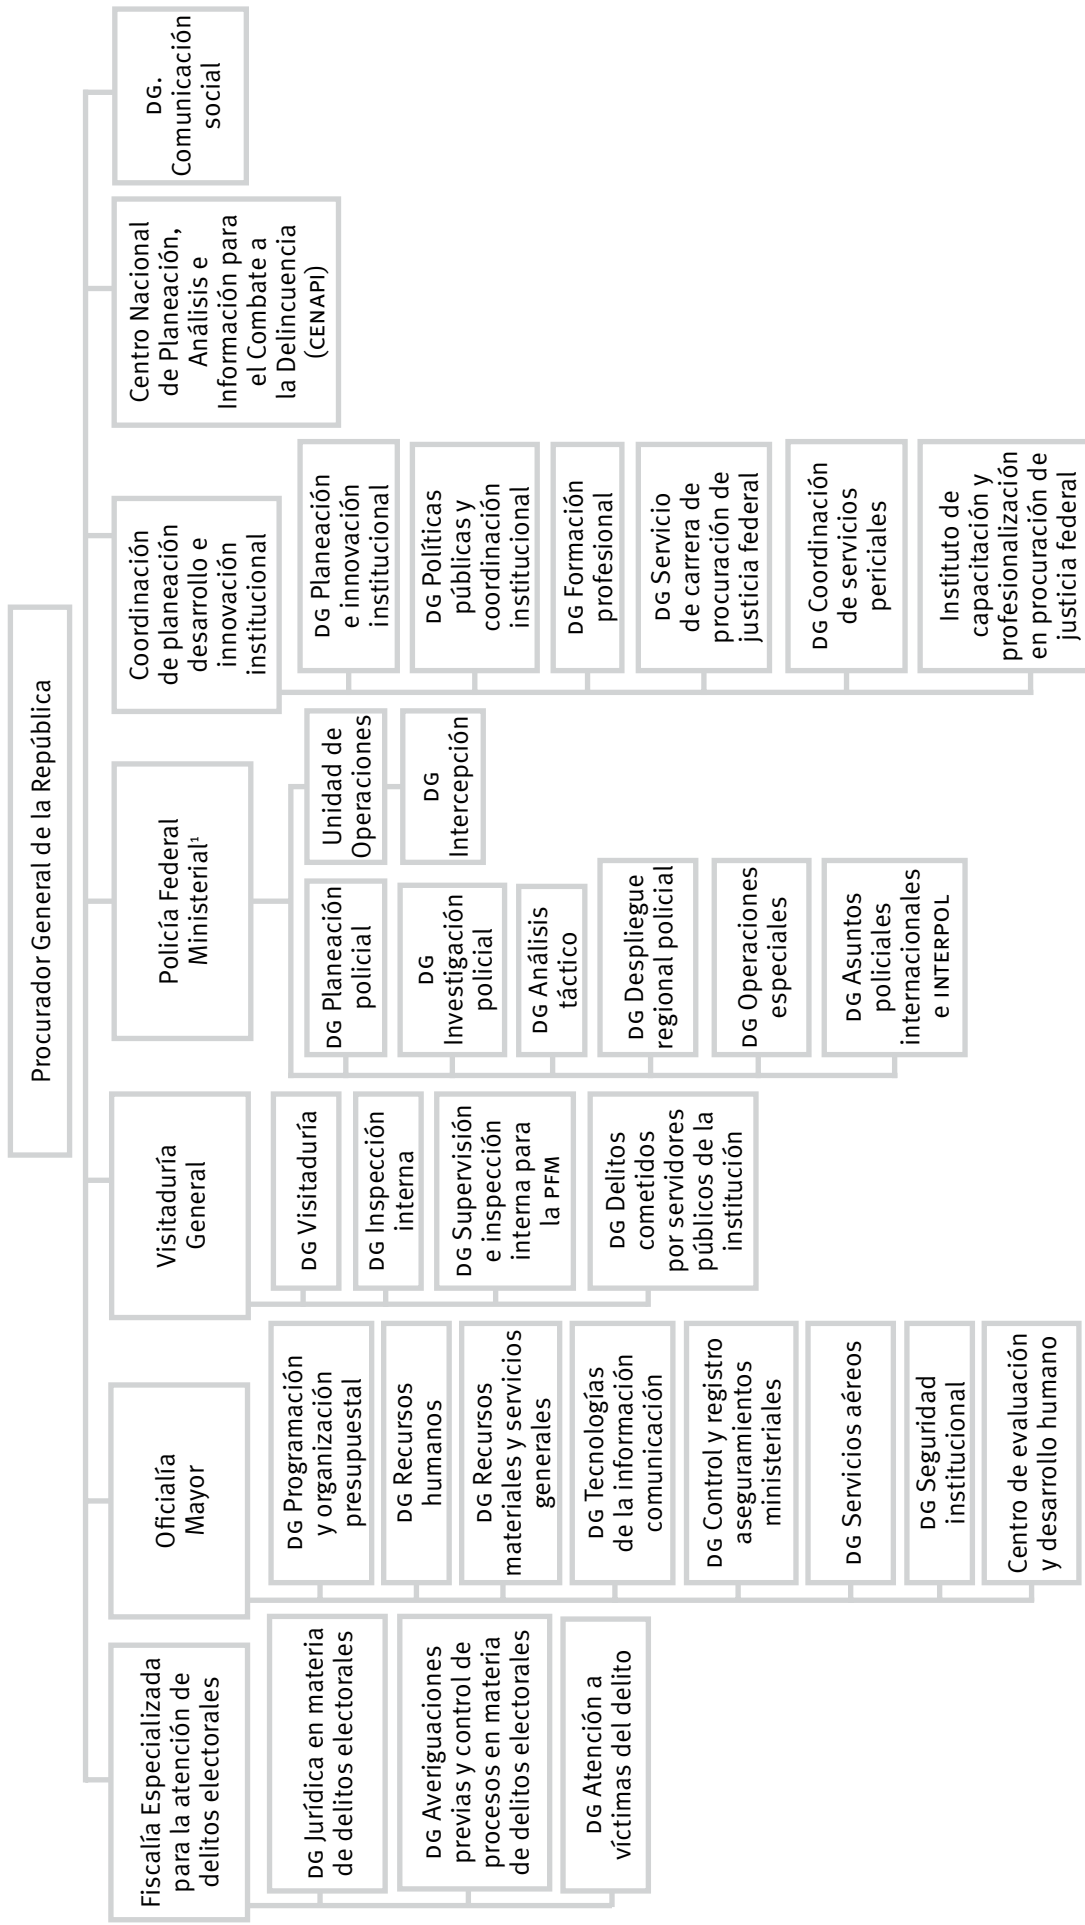 Procurador General de la República
Fiscalía Especializada
para la atención de
delitos electorales
DG Jurídica en materia
de delitos electorales
DG Averiguaciones
previas y control de
procesos en materia
de delitos electorales
DG Atención a
víctimas del delito
Oficialía
Mayor
DG Programación
y organización
presupuestal
DG Recursos
humanos
DG Recursos
materiales y servicios
generales
DG Tecnologías
de la información
comunicación
DG Control y registro
aseguramientos
ministeriales
DG Servicios aéreos
DG Seguridad
institucional
Centro de evaluación
y desarrollo humano
Visitaduría
General
DG Visitaduría
DG Inspección
interna
DG Supervisión
e inspección
interna para
la PFM
DG Delitos
cometidos
por servidores
públicos de la
institución
Policía Federal
Ministerial¹
DG Planeación
policial
DG
Investigación
policial
DG Análisis
táctico
DG Despliegue
regional policial
DG Operaciones
especiales
DG Asuntos
policiales
internacionales
e INTERPOL
Unidad de
Operaciones
DG
Intercepción
Coordinación
de planeación
desarrollo e
innovación
institucional
DG Planeación
e innovación
institucional
DG Políticas
públicas y
coordinación
institucional
DG Formación
profesional
DG Servicio
de carrera de
procuración de
justicia federal
DG Coordinación
de servicios
periciales
Instituto de
capacitación y
profesionalización
en procuración de
justicia federal
Centro Nacional
de Planeación,
Análisis e
Información para
el Combate a
la Delincuencia
(CENAPI)
DG.
Comunicación
social